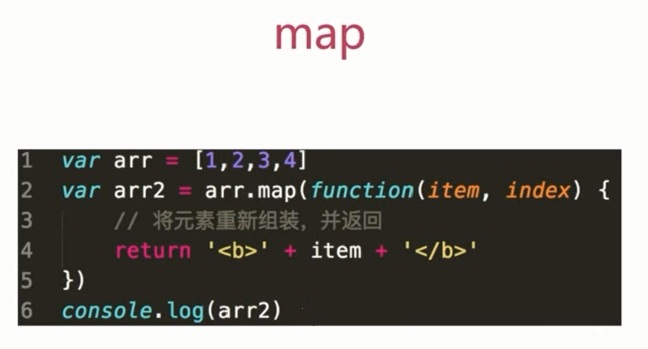 map
1 var arr = [1,2,3,4]
2 var arr2 = arr.map(function(item, index) {
3     // 将元素重新组装，并返回
4     return '<b>' + item + '</b>'
5 })
6 console.log(arr2)